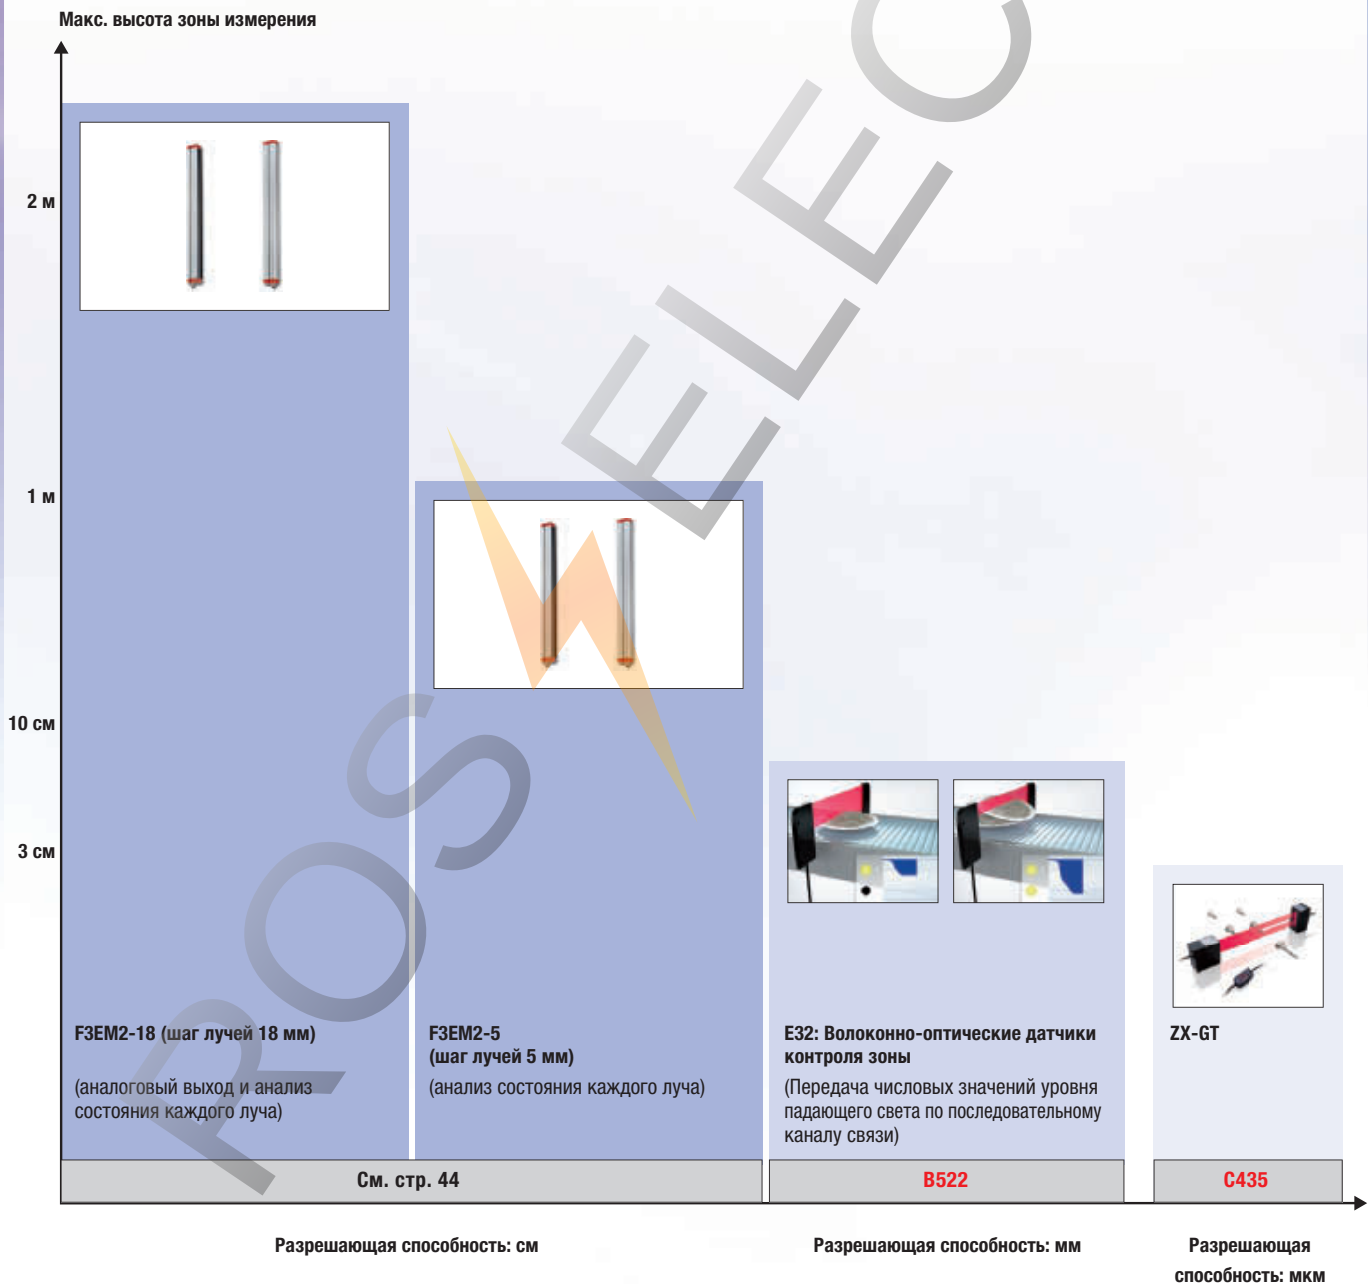 Макс. высота зоны измерения
2 м
1 м
10 см
3 см
F3EM2-18 (шаг лучей 18 мм)
(аналоговый выход и анализ
состояния каждого луча)
F3EM2-5
(шаг лучей 5 мм)
(анализ состояния каждого луча)
E32: Волоконно-оптические датчики
контроля зоны
(Передача числовых значений уровня
падающего света по последовательному
каналу связи)
ZX-GT
См. стр. 44
B522
C435
Разрешающая способность: см
Разрешающая способность: мм
Разрешающая
способность: мкм
ROS ELEC